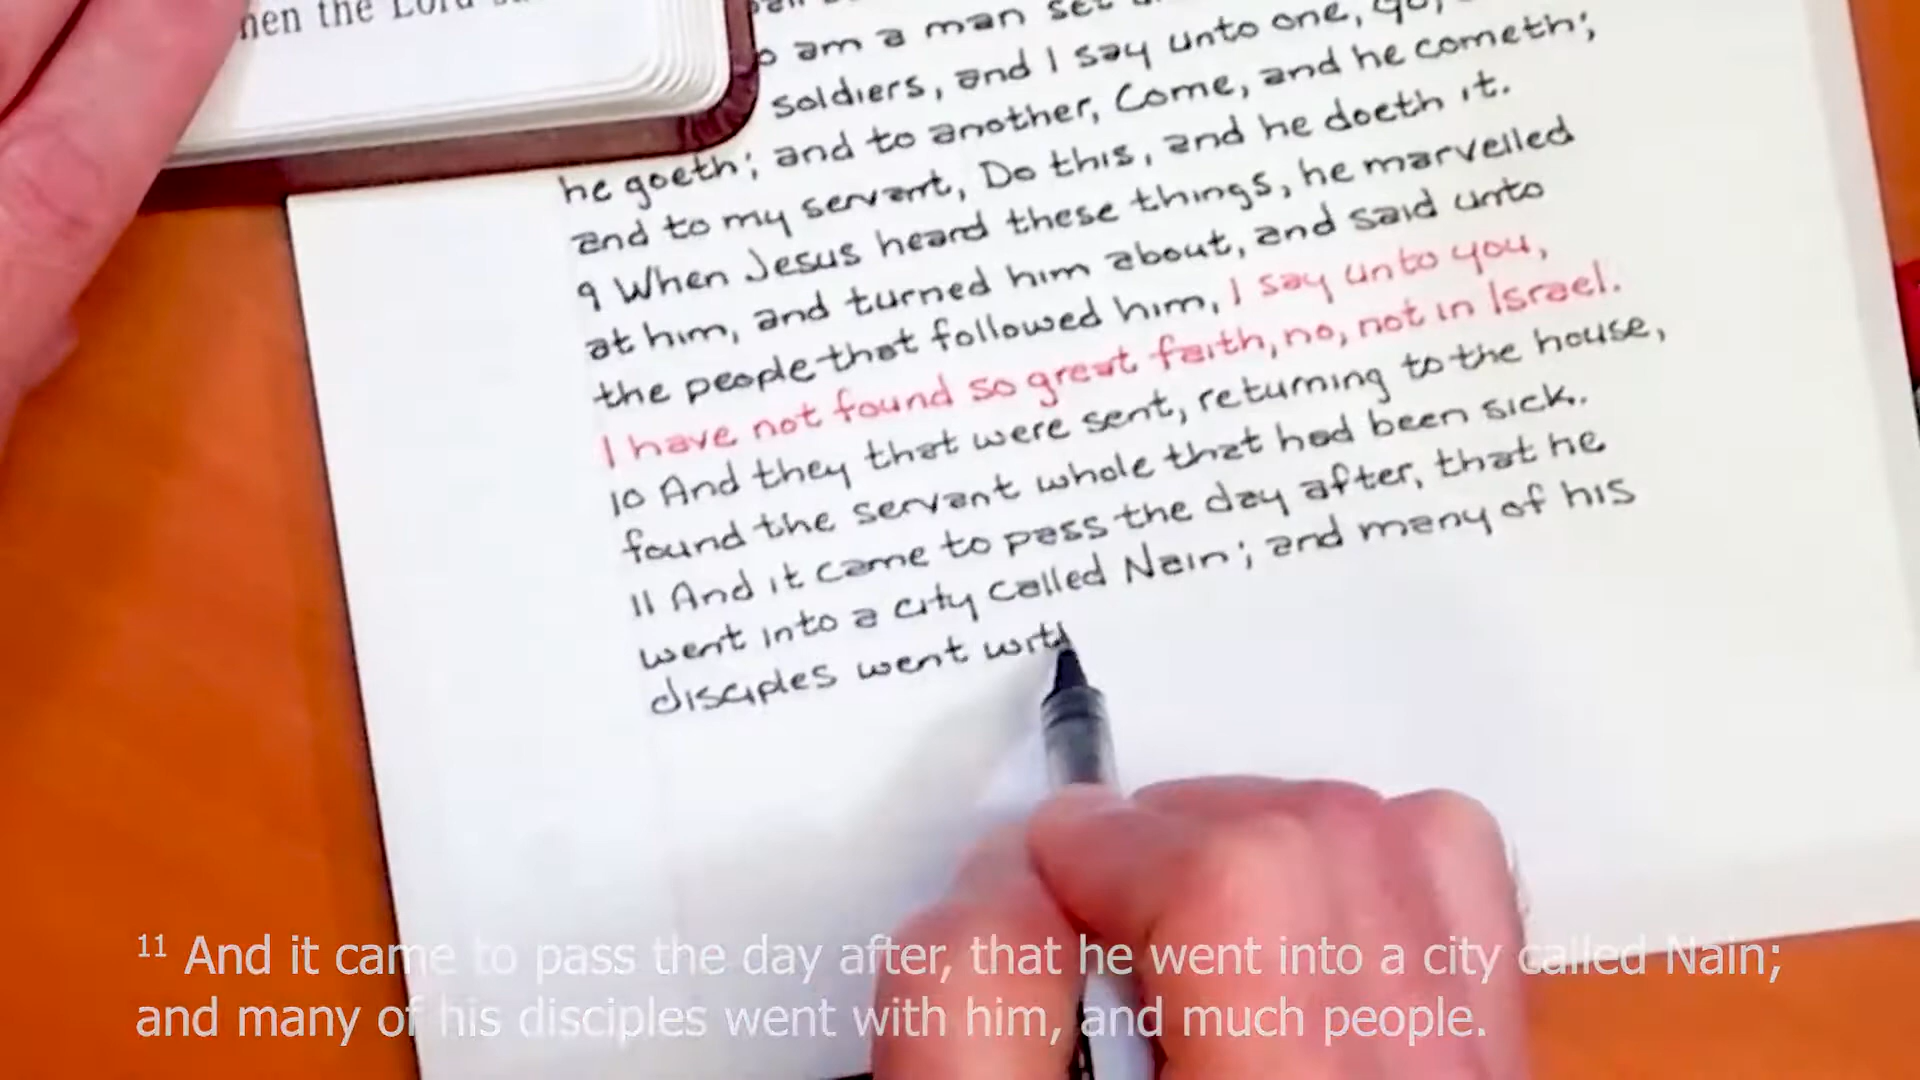 hen the Lord
am a man set
soldiers, and I say unto one, Go,
he goeth; and to another, Come, and he cometh;
and to my servant, Do this, and he doeth it.
9 When Jesus heard these things, he marvelled
at him, and turned him about, and said unto
the people that followed him, I say unto you,
I have not found so great faith, no, not in Israel.
10 And they that were sent, returning to the house,
found the servant whole that had been sick.
11 And it came to pass the day after, that he
went into a city called Nain; and many of his
disciples went with
11 And it came to pass the day after, that he went into a city called Nain;
and many of his disciples went with him, and much people.